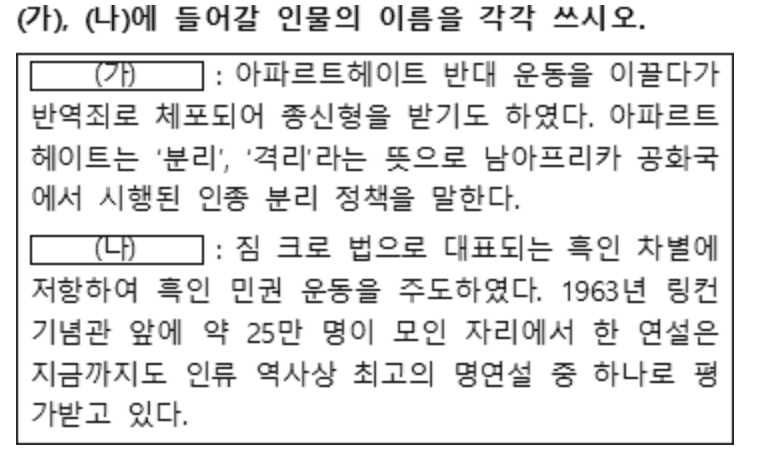 (가), (나)에 들어갈 인물의 이름을 각각 쓰시오.
(가) : 아파르트헤이트 반대 운동을 이끌다가
반역죄로 체포되어 종신형을 받기도 하였다. 아파르트
헤이트는 ‘분리’, ‘격리’라는 뜻으로 남아프리카 공화국
에서 시행된 인종 분리 정책을 말한다.
(나) : 짐 크로 법으로 대표되는 흑인 차별에
저항하여 흑인 민권 운동을 주도하였다. 1963년 링컨
기념관 앞에 약 25만 명이 모인 자리에서 한 연설은
지금까지도 인류 역사상 최고의 명연설 중 하나로 평
가받고 있다.